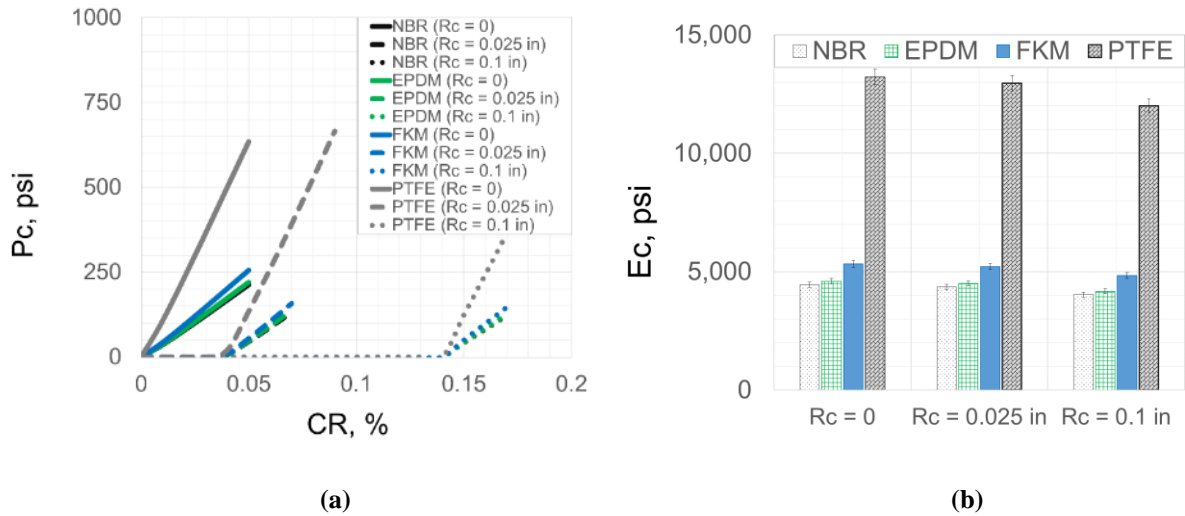 1000
750
500
250
0
Pc, psi
NBR (Rc = 0)
NBR (Rc = 0.025 in)
NBR (Rc = 0.1 in)
EPDM (Rc = 0)
EPDM (Rc = 0.025 in)
EPDM (Rc = 0.1 in)
FKM (Rc = 0)
FKM (Rc = 0.025 in)
FKM (Rc = 0.1 in)
PTFE (Rc = 0)
PTFE (Rc = 0.025 in)
PTFE (Rc = 0.1 in)
0 0.05 0.1 0.15 0.2
CR, %
(a)
15,000
10,000
5,000
0
Ec, psi
NBR EPDM FKM PTFE
Rc = 0 Rc = 0.025 in Rc = 0.1 in
(b)